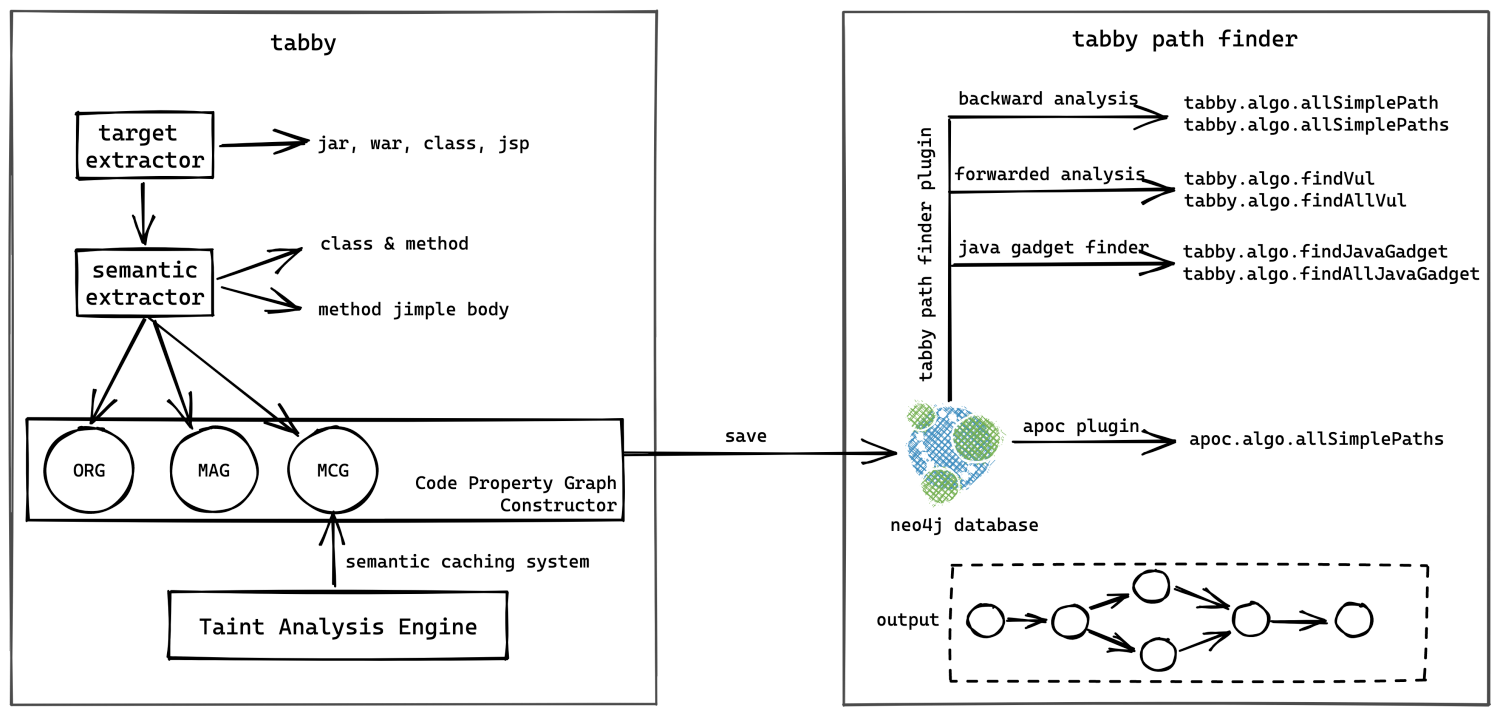 tabby
target
extractor
jar, war, class, jsp
semantic
extractor
class & method
method jimple body
ORG
MAG
MCG
Code Property Graph
Constructor
semantic caching system
Taint Analysis Engine
save
tabby path finder
tabby path finder plugin
backward analysis
tabby.algo.allSimplePath
tabby.algo.allSimplePaths
forwarded analysis
tabby.algo.findVul
tabby.algo.findAllVul
java gadget finder
tabby.algo.findJavaGadget
tabby.algo.findAllJavaGadget
apoc plugin
apoc.algo.allSimplePaths
neo4j database
output